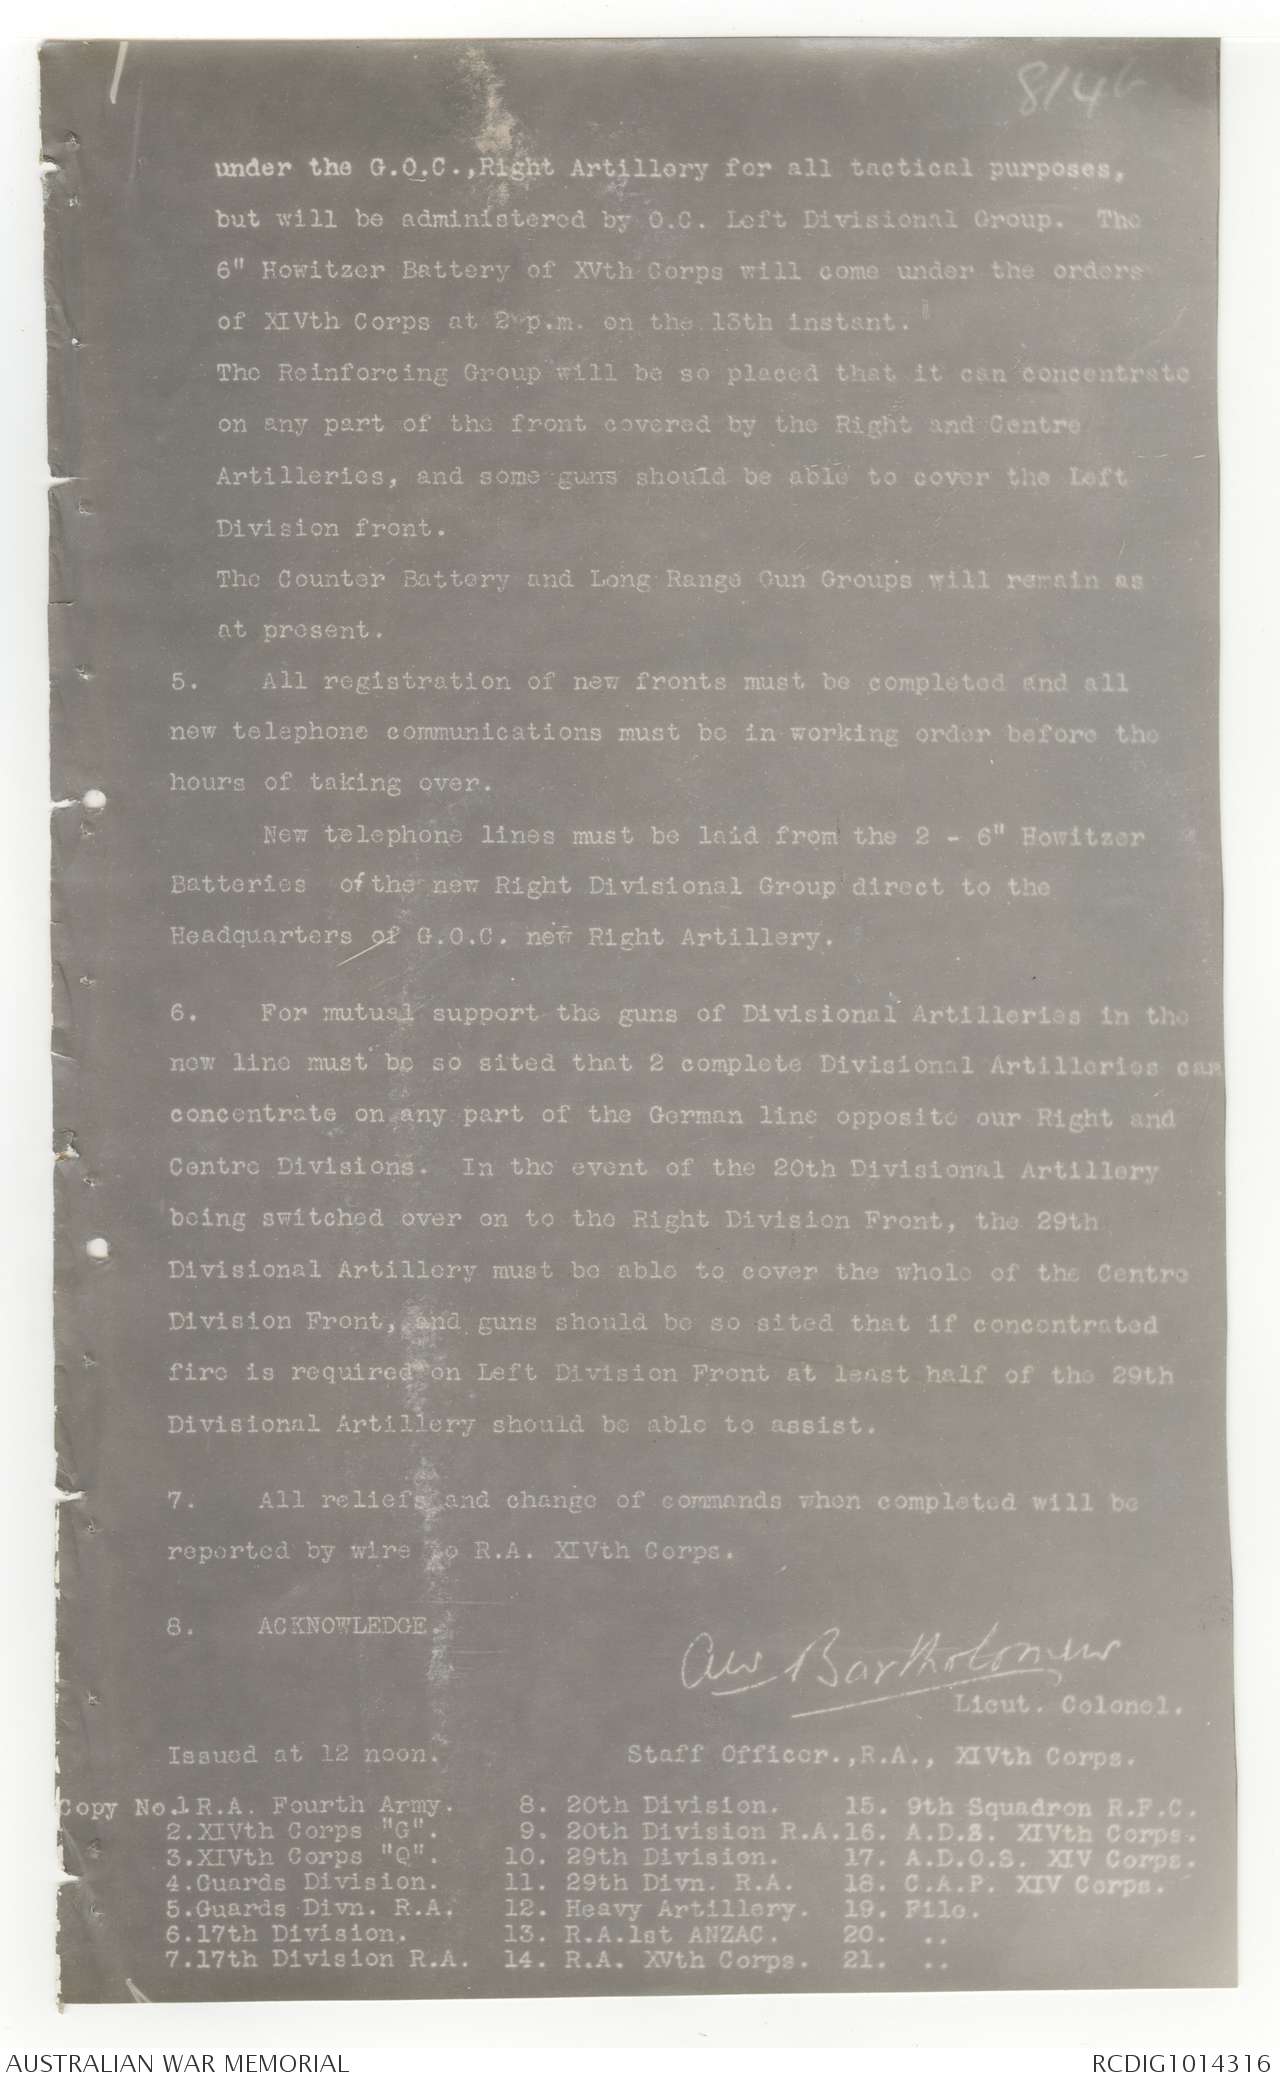 814
under the G.O.C.,Right Artillery for all tactical purposes,
but will be administered by O.C. Left Divisional Group.  The
6" Howitzer Battery of XVth Corps will come under the orders
of XIVth Corps at 2 p.m. on the 13th instant.
The Reinforcing Group will be so placed that it can concentrate
on any part of the front covered by the Right and Centre
Artilleries, and some guns should be able to cover the Left
Division front.
The Counter Battery and Long Range Gun Groups will remain as
at present.
5.    All registration of new fronts must be completed and all
new telephone communications must be in working order before the
hours of taking over.
New telephone lines must be laid from the 2 - 6" Howitzer
Batteries of the new Right Divisional Group direct to the
Headquarters of G.O.C. new Right Artillery.
6.    For mutual support the guns of Divisional Artilleries in the
new line must be so sited that 2 complete Divisional Artilleries can
concentrate on any part of the German line opposite our Right and
Centre Divisions.  In the event of the 20th Divisional Artillery
being switched over on to the Right Division Front, the 29th
Divisional Artillery must be able to cover the whole of the Centre
Division Front, and guns should be so sited that if concentrated
fire is required on Left Division Front at least half of the 29th
Divisional Artillery should be able to assist.
7.    All reliefs and change of commands when completed will be
reported by wire to R.A. XIVth Corps.
8.    ACKNOWLEDGE.
AW Bartholomew
Lieut. Colonel.
Issued at 12 noon.    Staff Officer.,R.A., XIVth Corps.
Copy No.1 R.A. Fourth Army.    8. 20th Division.    15. 9th Squadron R.F.C.
2.XIVth Corps "G".    9. 20th Division R.A.16. A.D.S. XIVth Corps.
3.XIVth Corps "Q".    10. 29th Division.    17. A.D.O.S. XIV Corps.
4.Guards Division.    11. 29th Divn. R.A.    18. C.A.P. XIV Corps.
5.Guards Divn. R.A.    12. Heavy Artillery.    19. File.
6.17th Division.    13. R.A.1st ANZAC.    20.  ..
7.17th Division R.A.    14. R.A. XVth Corps.    21.  ..
AUSTRALIAN WAR MEMORIAL    RCDIG1014316